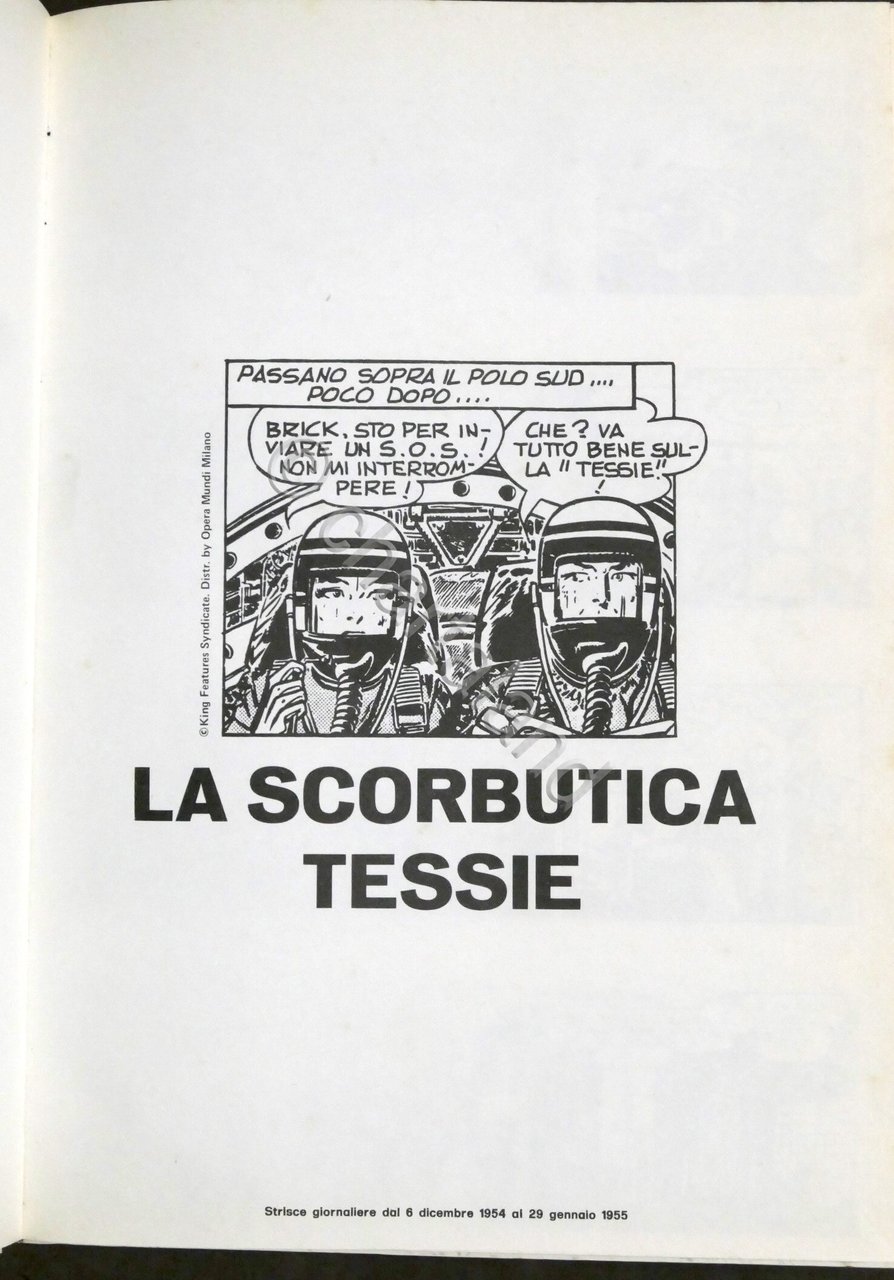 PASSANO SOPRA IL POLO SUD....
POCO DOPO....
BRICK, STO PER IN-
VIARE UN S.O.S.!
NON MI INTERROM-
PERE!
CHE? VA
TUTTO BENE SUL-
LA "TESSIE"
!
©King Features Syndicate. Distr. by Opera Mundi Milano
LA SCORBUTICA
TESSIE
Strisce giornaliere dal 6 dicembre 1954 al 29 gennaio 1955